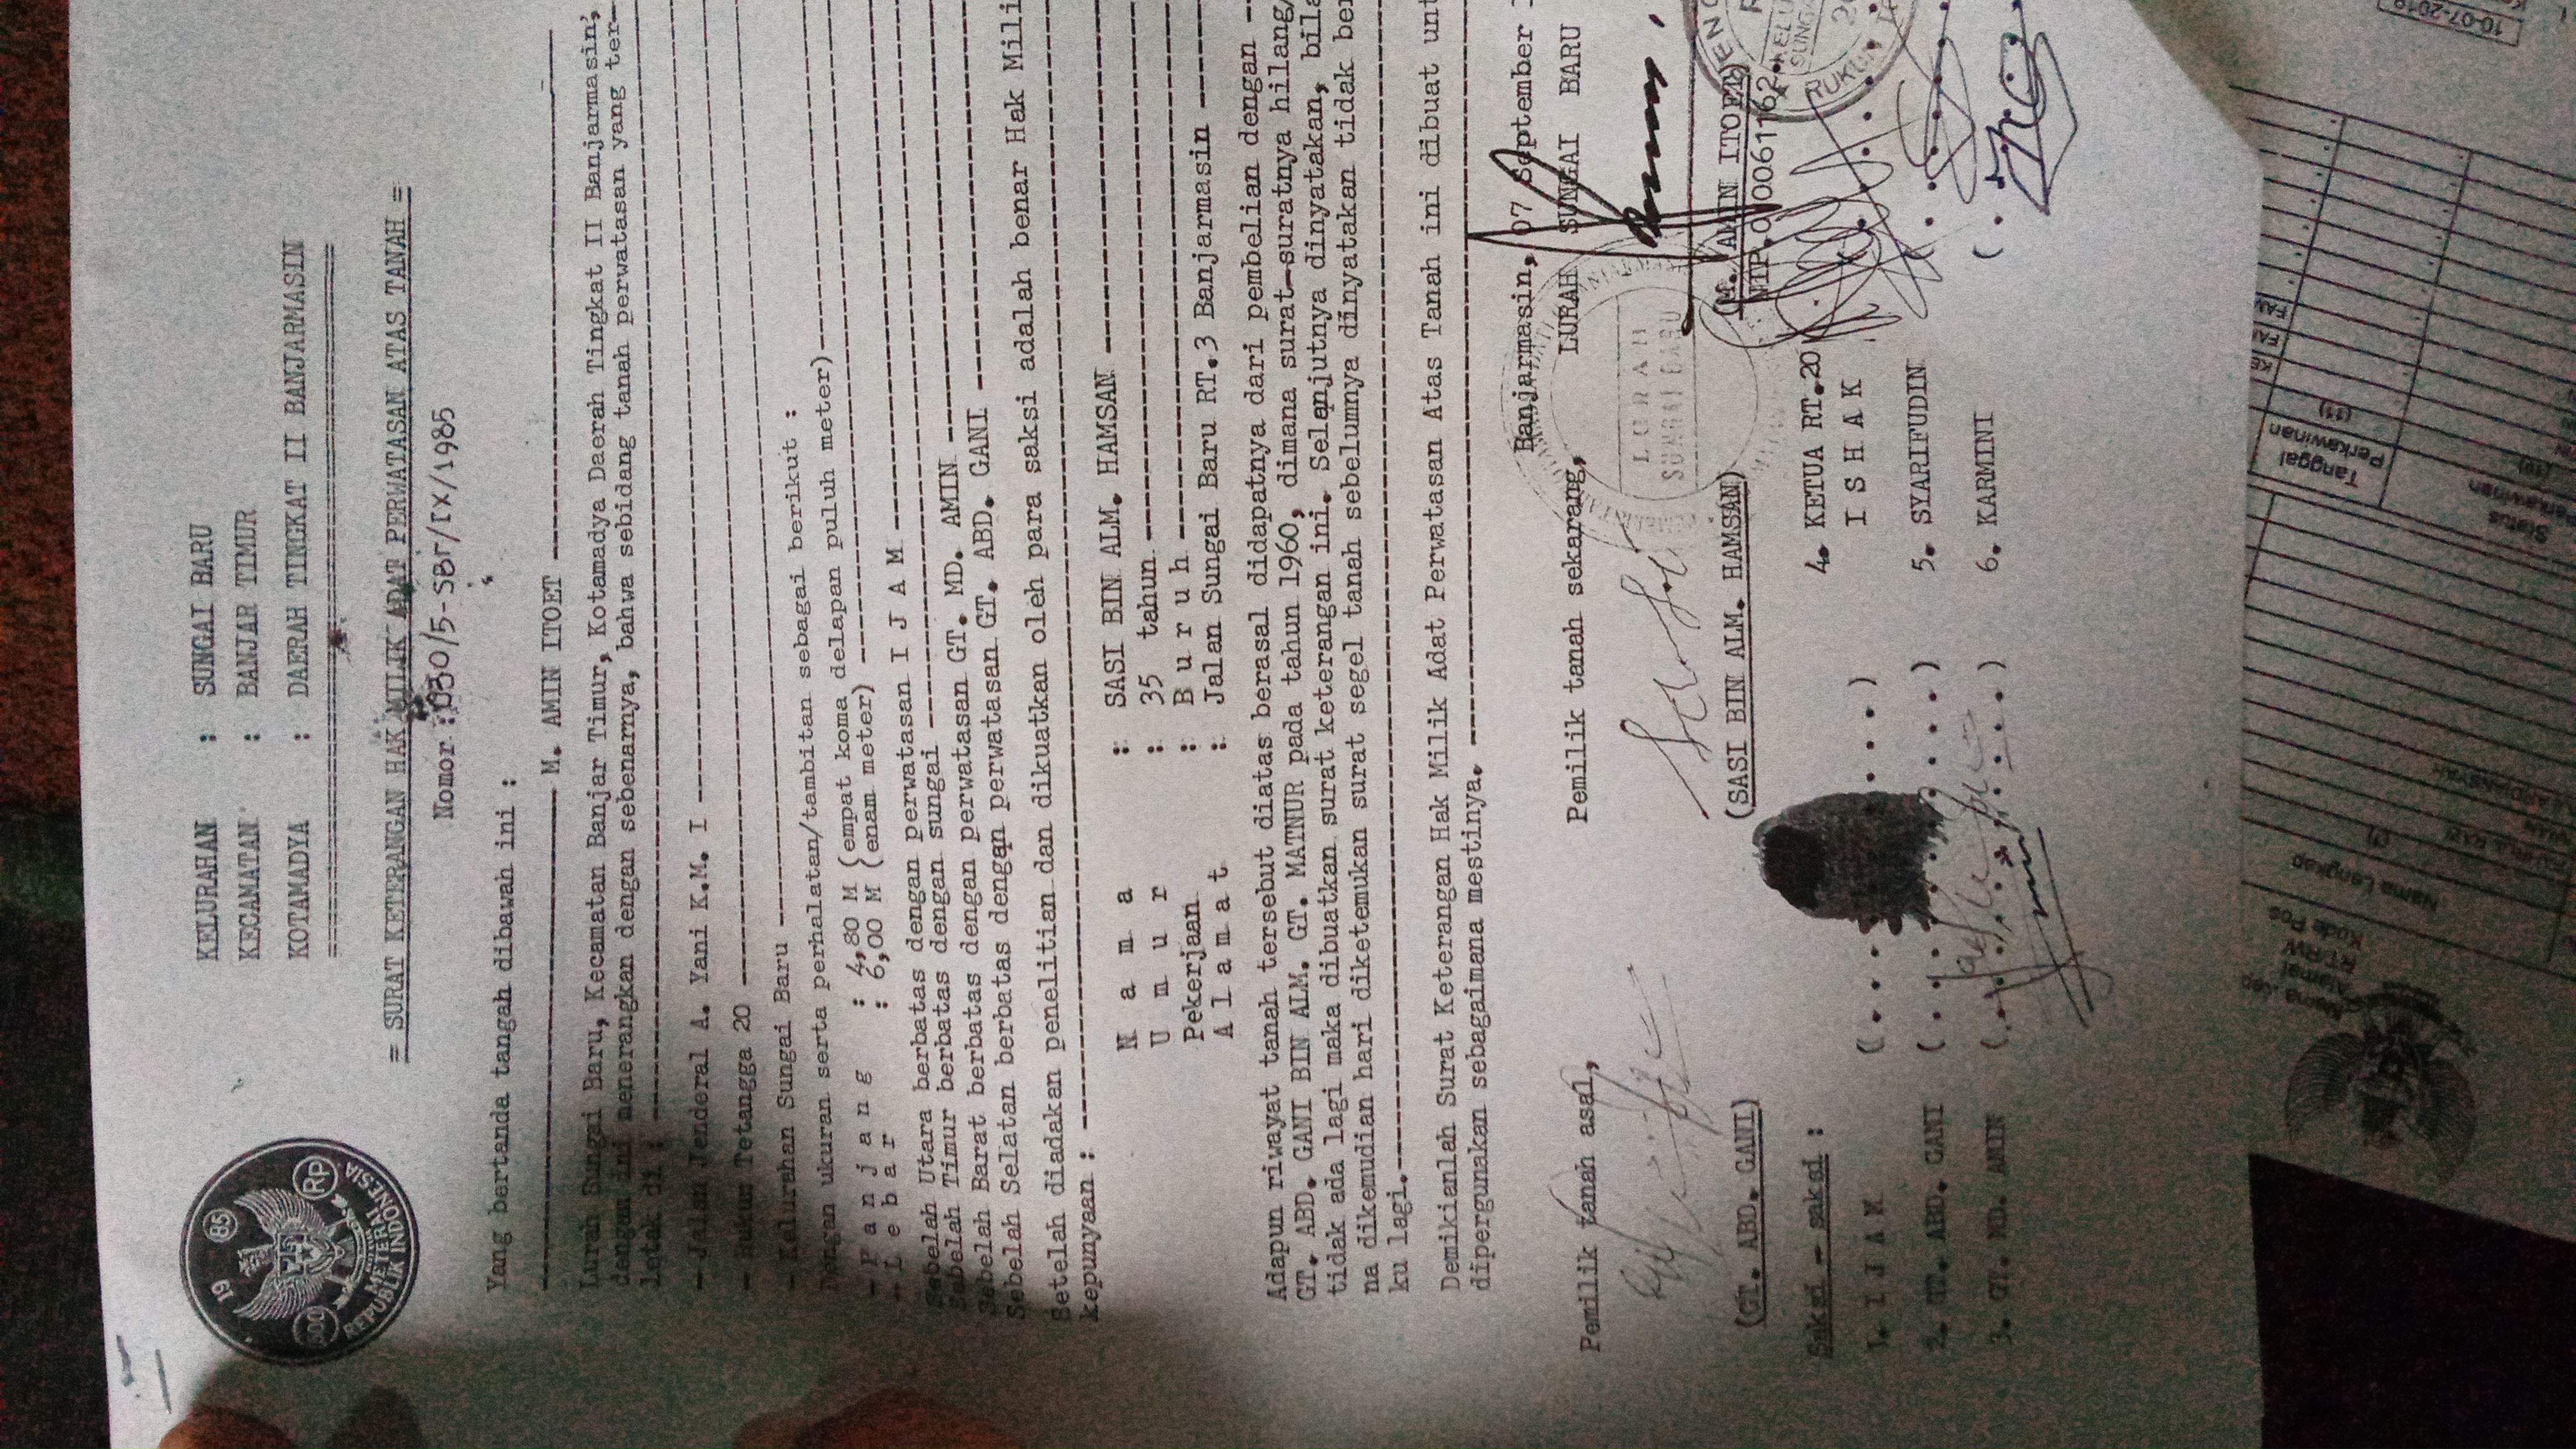 KELURAHAN : SUNGAI BARU
KECAMATAN : BANJAR TIMUR
KOTAMADYA : DAERAH TINGKAT II BANJARMASIN
= SURAT KETERANGAN HAK MILIK ADAT PERWATASAN ATAS TANAH =
Nomor :030/5-SBr/IX/1985
19 85
500 RP
METERAI
REPUBLIK INDONESIA
Yang bertanda tangah dibawah ini :
M. AMIN ITOET
Lurah Sungai Baru, Kecamatan Banjar Timur, Kotamadya Daerah Tingkat II Banjarmasin,
dengan ini menerangkan dengan sebenarnya, bahwa sebidang tanah perwatasan yang ter-
letak di :
- Jalan Jenderal A. Yani K.M. I
- Rukun Tetangga 20
- Kelurahan Sungai Baru
Dengan ukuran serta perhalatan/tambitan sebagai berikut :
- P a n j a n g : 4,80 M (empat koma delapan puluh meter)
- L e b a r : 6,00 M (enam meter)
Sebelah Utara berbatas dengan perwatasan I J A M
Sebelah Timur berbatas dengan sungai
Sebelah Barat berbatas dengan perwatasan GT. MD. AMIN
Sebelah Selatan berbatas dengan perwatasan GT. ABD. GANI
Setelah diadakan penelitian dan dikuatkan oleh para saksi adalah benar Hak Mili
kepunyaan :
N a m a : SASI BIN ALM. HAMSAN
U m u r : 35 tahun
Pekerjaan : B u r u h
A l a m a t : Jalan Sungai Baru RT.3 Banjarmasin
Adapun riwayat tanah tersebut diatas berasal didapatnya dari pembelian dengan
GT. ABD. GANI BIN ALM. GT. MATNUR pada tahun 1960, dimana surat-suratnya hilang/
tidak ada lagi maka dibuatkan surat keterangan ini. Selanjutnya dinyatakan, bila
na dikemudian hari diketemukan surat segel tanah sebelumnya dinyatakan tidak ber
ku lagi.
Demikianlah Surat Keterangan Hak Milik Adat Perwatasan Atas Tanah ini dibuat unt
dipergunakan sebagaimana mestinya.
Banjarmasin, 07 September 1
Pemilik tanah asal, Pemilik tanah sekarang, LURAH SUNGAI BARU
LURAH
SUNGAI BARU
(GT. ABD. GANI) (SASI BIN ALM. HAMSAN) (M. AMIN ITOET)
NIP.010061162.
Saksi - saksi :
1. I J A M (. . . . . . . .) 4. KETUA RT.20
I S H A K
2. GT. ABD. GANI (. . . . . . . .) 5. SYARIFUDIN
3. GT. MD. AMIN (. . . . . . . .) 6. KARMINI
10-07-2019
Nama Kep
Alamat
RT/RW
Kode Pos
Nama Lengkap
Status
Tanggal
Perkawinan
(11)
(10)